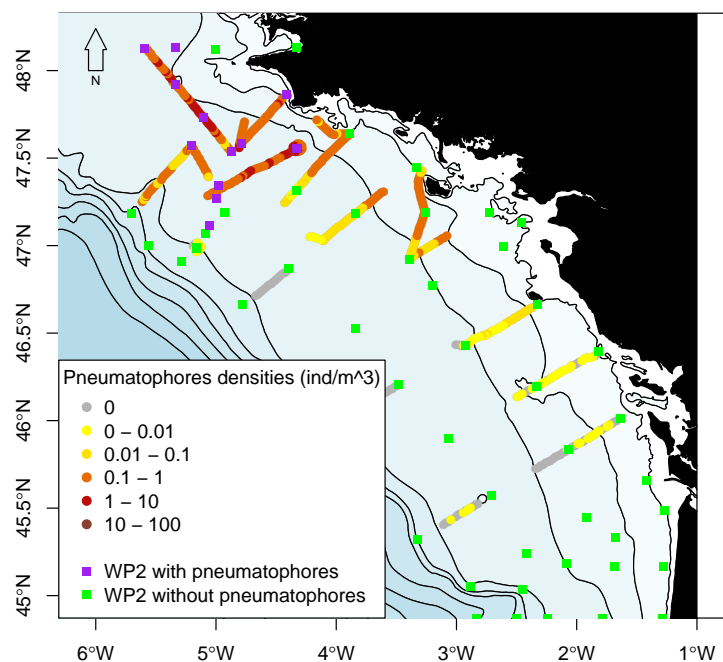 48°N
47.5°N
47°N
46.5°N
46°N
45.5°N
45°N
N
Pneumatophores densities (ind/m^3)
0
0 – 0.01
0.01 – 0.1
0.1 – 1
1 – 10
10 – 100
WP2 with pneumatophores
WP2 without pneumatophores
6°W
5°W
4°W
3°W
2°W
1°W